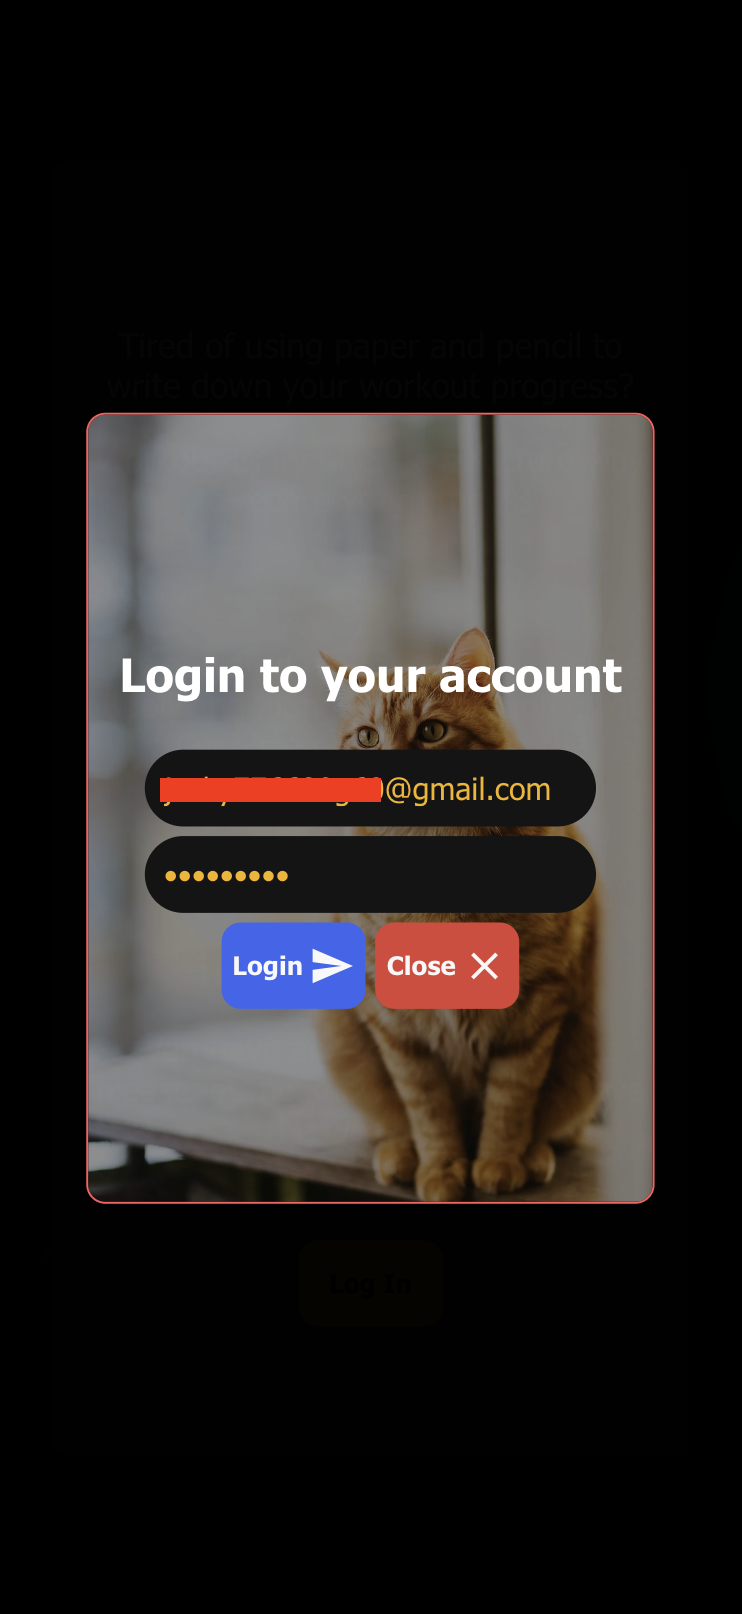 Tired of using paper and pencil to
write down your workout progress?
Login to your account
@gmail.com
•••••••••
Login
Close
Log In